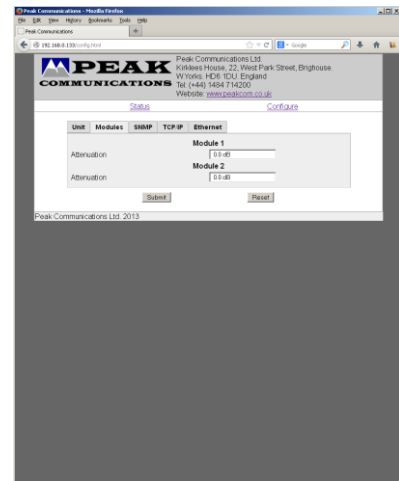 Peak Communications - Mozilla Firefox
File Edit View History Bookmarks Tools Help
Peak Communications
192.168.0.133/config.html
Google
PEAK
COMMUNICATIONS
Peak Communications Ltd.
Kirklees House, 22, West Park Street, Brighouse.
W.Yorks. HD6 1DU. England
Tel: (+44) 1484 714200
Website: www.peakcom.co.uk
Status Configure
Unit Modules SNMP TCP/IP Ethernet
Module 1
Attenuation 0.0 dB
Module 2
Attenuation 0.0 dB
Submit Reset
Peak Communications Ltd. 2013